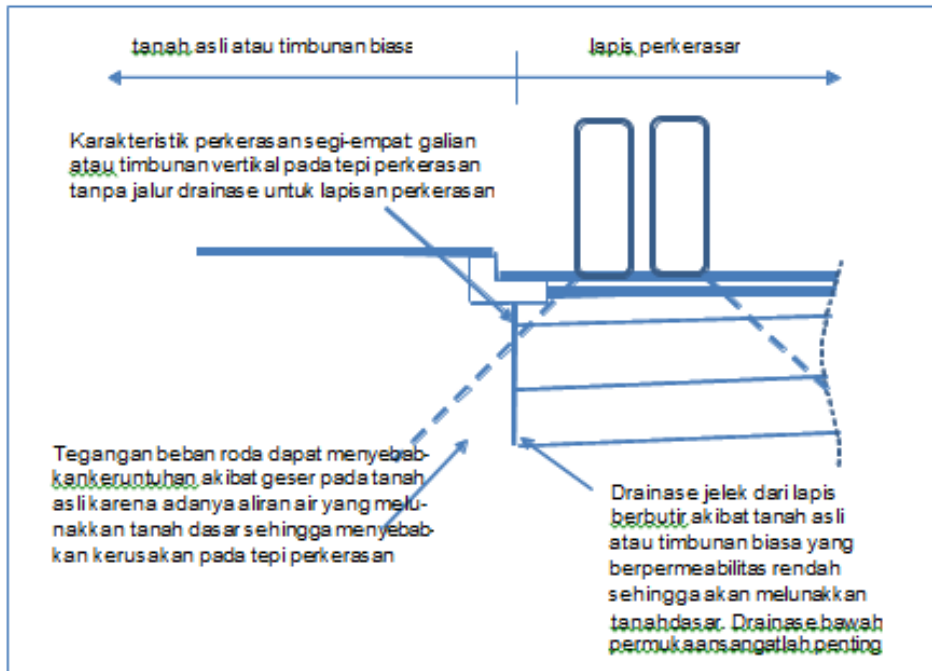 tanah asli atau timbunan biasa
lapis perkerasar
Karakteristik perkerasan segi-empat: galian
atau timbunan vertikal pada tepi perkerasan
tanpa jalur drainase untuk lapisan perkerasan
Tegangan beban roda dapat menyebab-
kankeruntuhan akibat geser pada tanah
asli karena adanya aliran air yang melu-
nakkan tanah dasar sehingga menyebab-
kan kerusakan pada tepi perkerasan
Drainase jelek dari lapis
berbutir akibat tanah asli
atau timbunan biasa yang
berpermeabilitas rendah
sehingga akan melunakkan
tanahdasar. Drainase bawah
permukaansangatlah penting